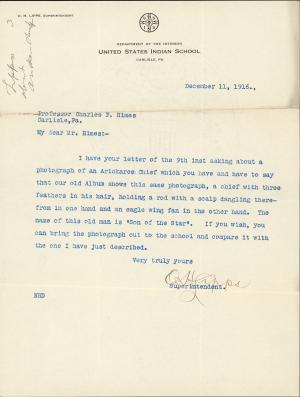 O. H. LIPPS, SUPERINTENDENT
DEPARTMENT OF THE INTERIOR
UNITED STATES INDIAN SCHOOL
CARLISLE, PA.
Lipps
3
December 11, 1916.,
Professor Charles F. Himes
Carlisle,Pa.
My dear Mr. Himes:-
I have your letter of the 9th inst asking about a
photograph of an Arickaree Chief which you have and have to say
that our old Album shows this same photograph, a chief with three
feathers in his hair, holding a rod with a scalp dangling there-
from in one hand and an eagle wing fan in the other hand. The
name of this old man is "Son of the Star". If you wish, you
can bring the photograph out to the school and compare it with
the one I have just described.
Very truly yours
O H Lipps
Superintendent.